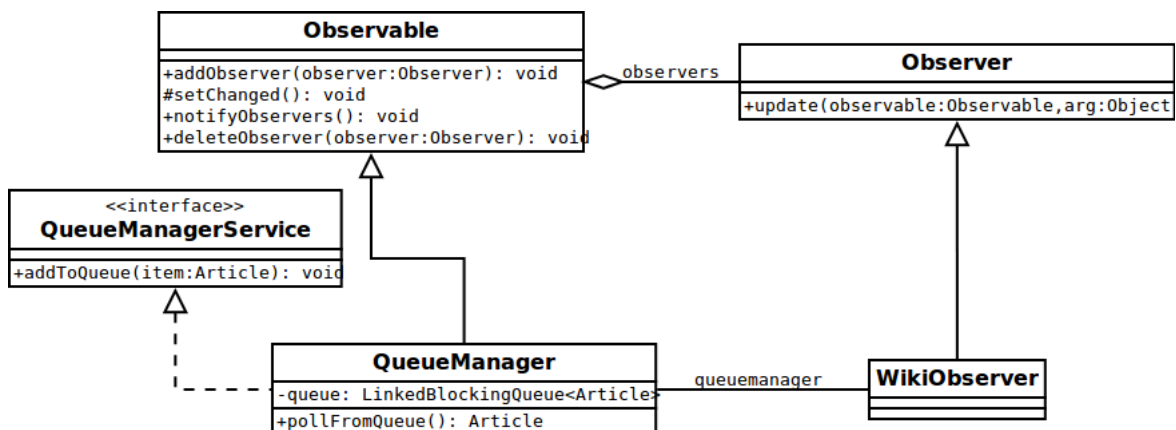 Observable
+addObserver(observer:Observer): void
#setChanged(): void
+notifyObservers(): void
+deleteObserver(observer:Observer): void
observers
Observer
+update(observable:Observable,arg:Object
<<interface>>
QueueManagerService
+addToQueue(item:Article): void
QueueManager
-queue: LinkedBlockingQueue<Article>
+pollFromQueue(): Article
queuemanager
WikiObserver